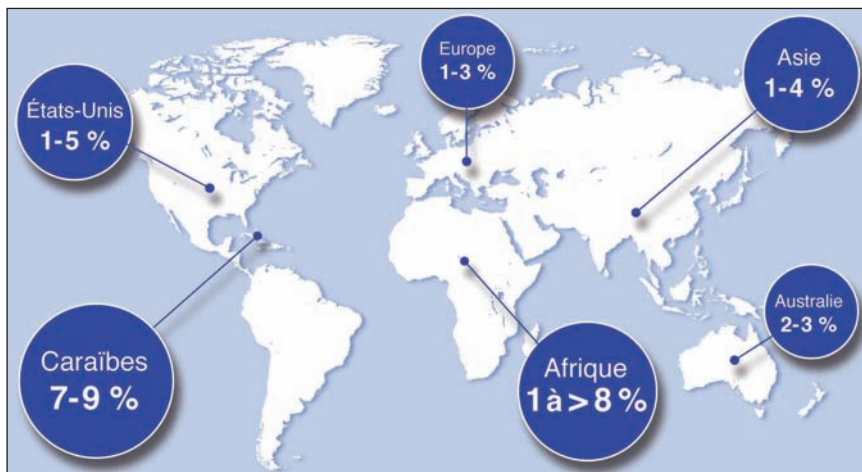 États-Unis
1-5 %
Europe
1-3 %
Asie
1-4 %
Caraïbes
7-9 %
Afrique
1 à > 8 %
Australie
2-3 %